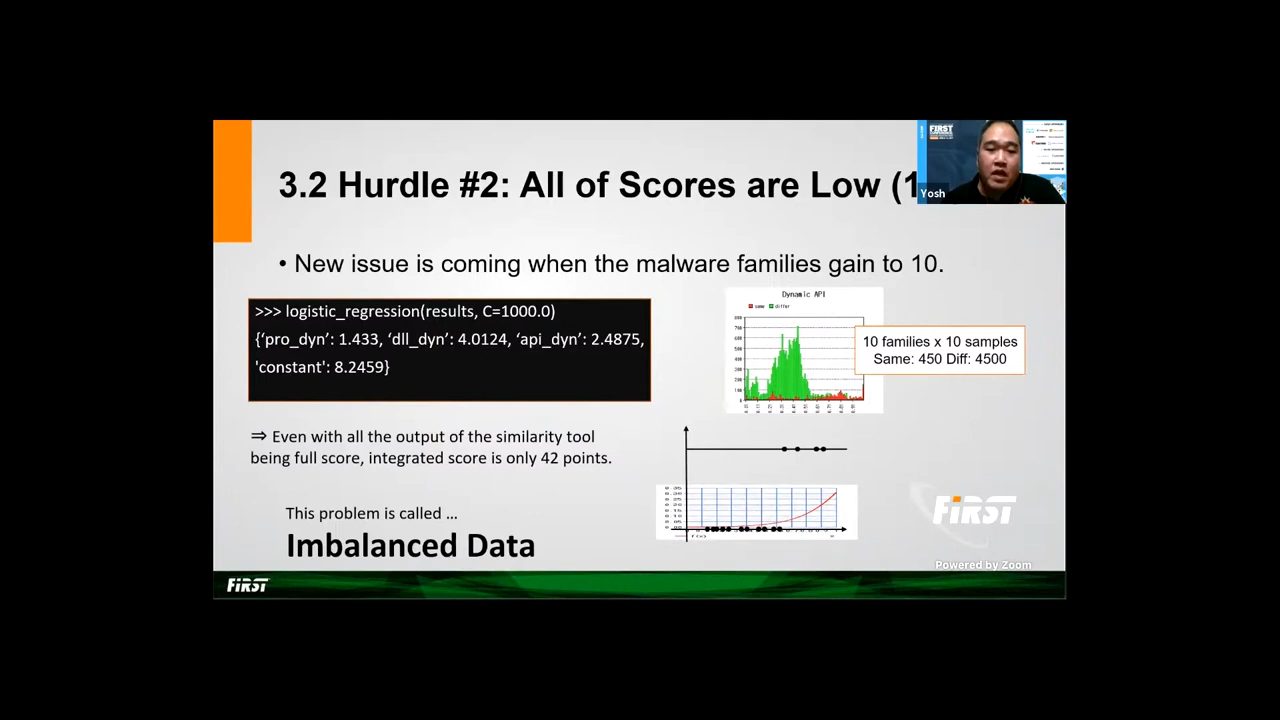 FIRST
Yosh
3.2 Hurdle #2: All of Scores are Low (1
• New issue is coming when the malware families gain to 10.
>>> logistic_regression(results, C=1000.0)
{‘pro_dyn’: 1.433, ‘dll_dyn’: 4.0124, ‘api_dyn’: 2.4875,
'constant': 8.2459}
Dynamic API
same differ
10 families x 10 samples
Same: 450 Diff: 4500
⇒ Even with all the output of the similarity tool
being full score, integrated score is only 42 points.
This problem is called ...
Imbalanced Data
FIRST
Powered by Zoom
FIRST